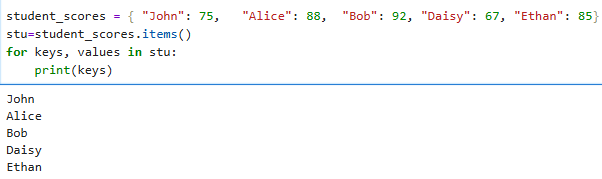 student_scores = { "John": 75,   "Alice": 88,  "Bob": 92, "Daisy": 67, "Ethan": 85}
stu=student_scores.items()
for keys, values in stu:
    print(keys)
John
Alice
Bob
Daisy
Ethan